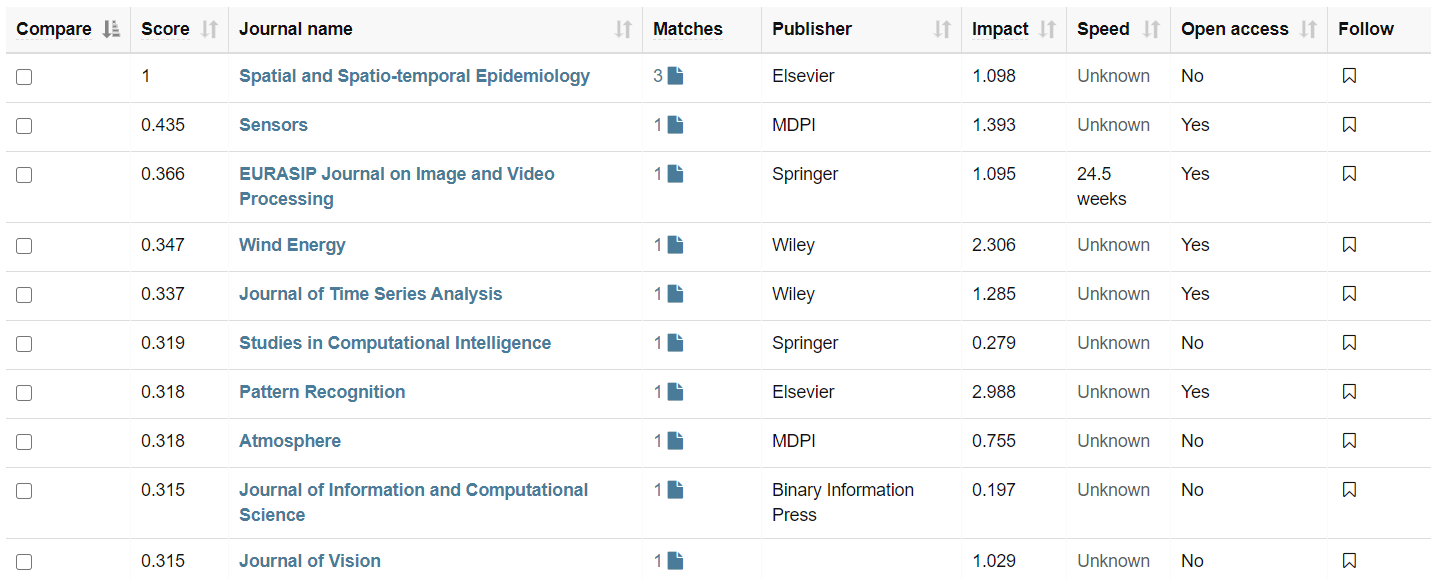 Compare Score Journal name Matches Publisher Impact Speed Open access Follow
1 Spatial and Spatio-temporal Epidemiology 3 Elsevier 1.098 Unknown No
0.435 Sensors 1 MDPI 1.393 Unknown Yes
0.366 EURASIP Journal on Image and Video 1 Springer 1.095 24.5 Yes
Processing weeks
0.347 Wind Energy 1 Wiley 2.306 Unknown Yes
0.337 Journal of Time Series Analysis 1 Wiley 1.285 Unknown Yes
0.319 Studies in Computational Intelligence 1 Springer 0.279 Unknown No
0.318 Pattern Recognition 1 Elsevier 2.988 Unknown Yes
0.318 Atmosphere 1 MDPI 0.755 Unknown No
0.315 Journal of Information and Computational 1 Binary Information 0.197 Unknown No
Science Press
0.315 Journal of Vision 1 1.029 Unknown No